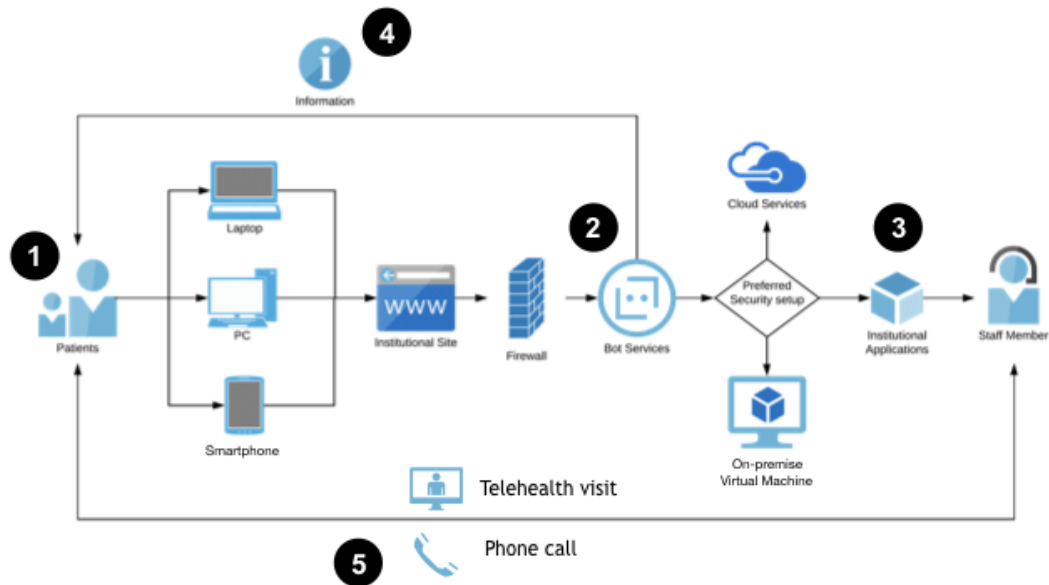 4
Information
Laptop
Cloud Services
1
2
3
Patients
PC
WWW
Institutional Site
Firewall
Bot Services
Preferred
Security setup
Institutional
Applications
Staff Member
Smartphone
On-premise
Virtual Machine
Telehealth visit
Phone call
5